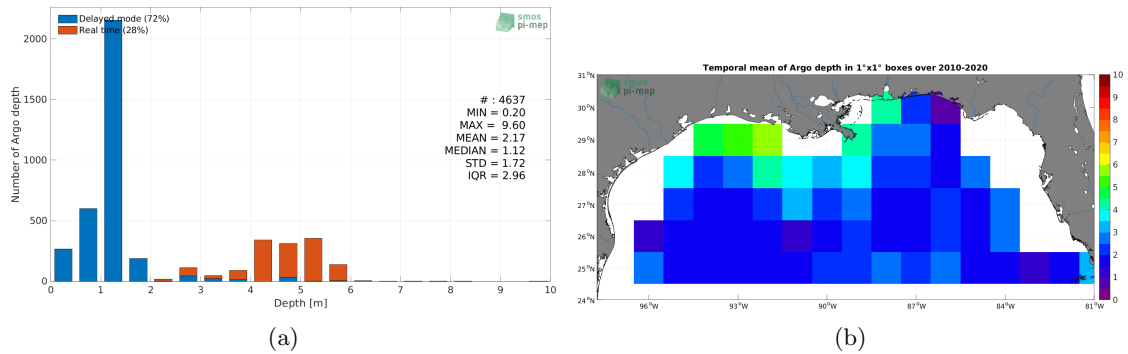 Delayed mode (72%)
Real time (28%)
smos
pi-mep
2000
1500
1000
500
0
Number of Argo depth
# : 4637
MIN = 0.20
MAX = 9.60
MEAN = 2.17
MEDIAN = 1.12
STD = 1.72
IQR = 2.96
0 1 2 3 4 5 6 7 8 9 10
Depth [m]
(a)
Temporal mean of Argo depth in 1°x1° boxes over 2010-2020
smos
pi-mep
31°N
30°N
29°N
28°N
27°N
26°N
25°N
24°N
96°W 93°W 90°W 87°W 84°W 81°W
10
9
8
7
6
5
4
3
2
1
0
(b)